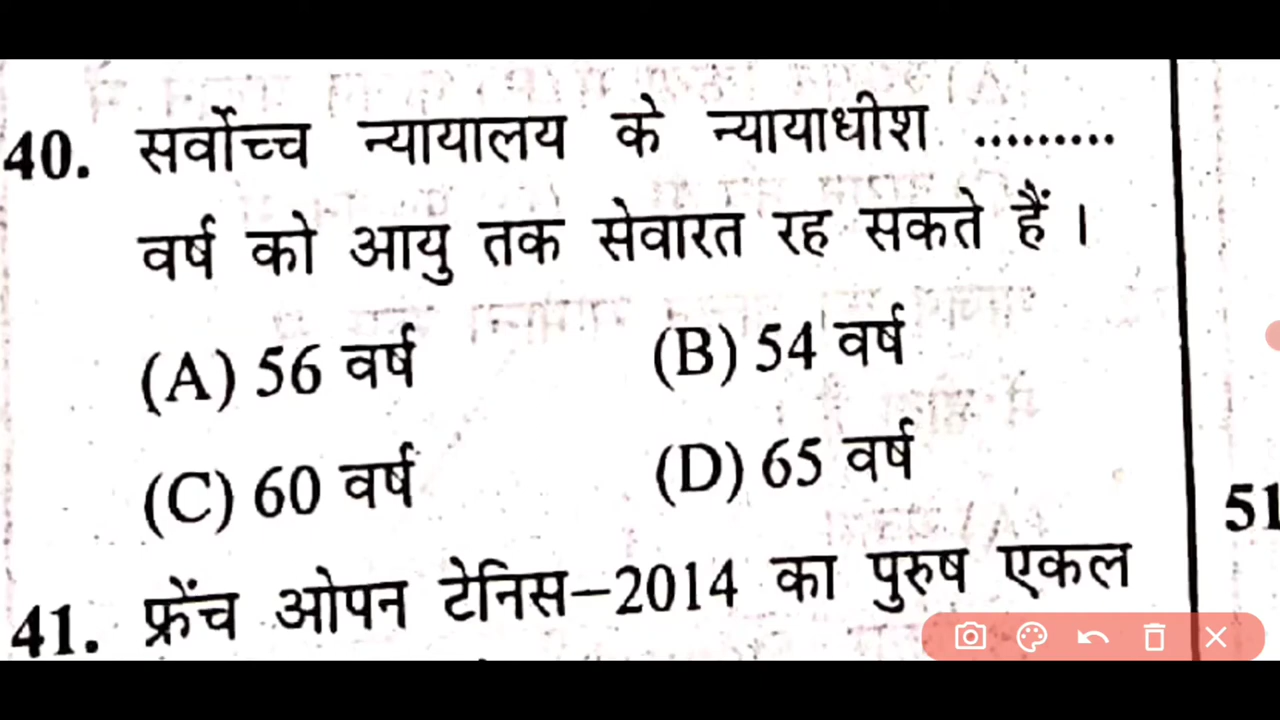 40. सर्वोच्च न्यायालय के न्यायाधीश .........
वर्ष को आयु तक सेवारत रह सकते हैं ।
(A) 56 वर्ष (B) 54 वर्ष
(C) 60 वर्ष (D) 65 वर्ष
51
41. फ्रेंच ओपन टेनिस–2014 का पुरुष एकल